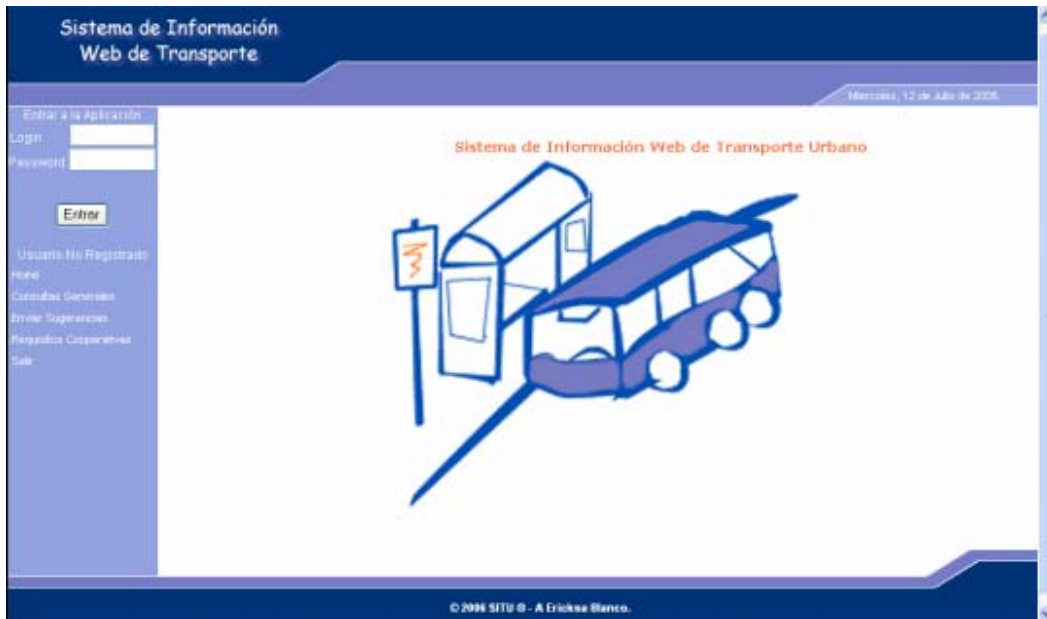 Sistema de Información
Web de Transporte
Miercoles, 12 de Julio de 2006
Entrar a la Aplicación
Login
Password
Entrar
Usuario No Registrado
Home
Consultas Generales
Enviar Sugerencias
Requisitos Cooperativas
Salir
Sistema de Información Web de Transporte Urbano
© 2006 SITU ® - A Ericksa Blanco.